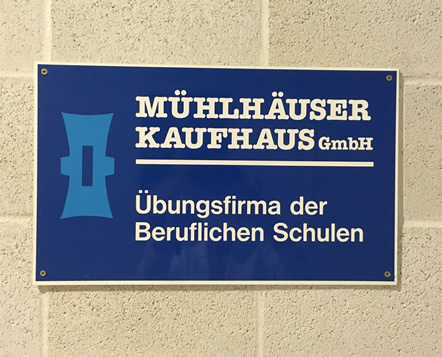 MÜHLHÄUSER
KAUFHAUS GmbH
Übungsfirma der
Beruflichen Schulen